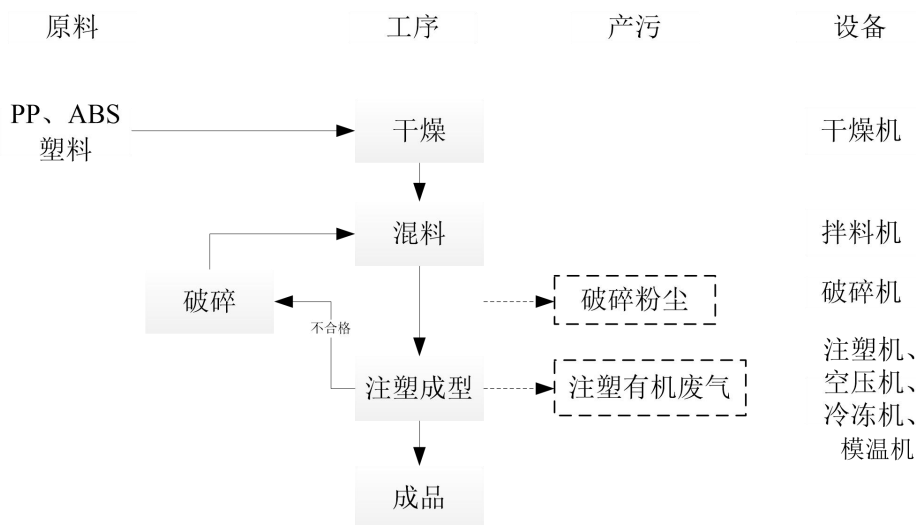 原料 工序 产污 设备
PP、ABS
塑料
干燥
干燥机
混料
拌料机
破碎
不合格
破碎粉尘
破碎机
注塑成型
注塑有机废气
注塑机、
空压机、
冷冻机、
模温机
成品